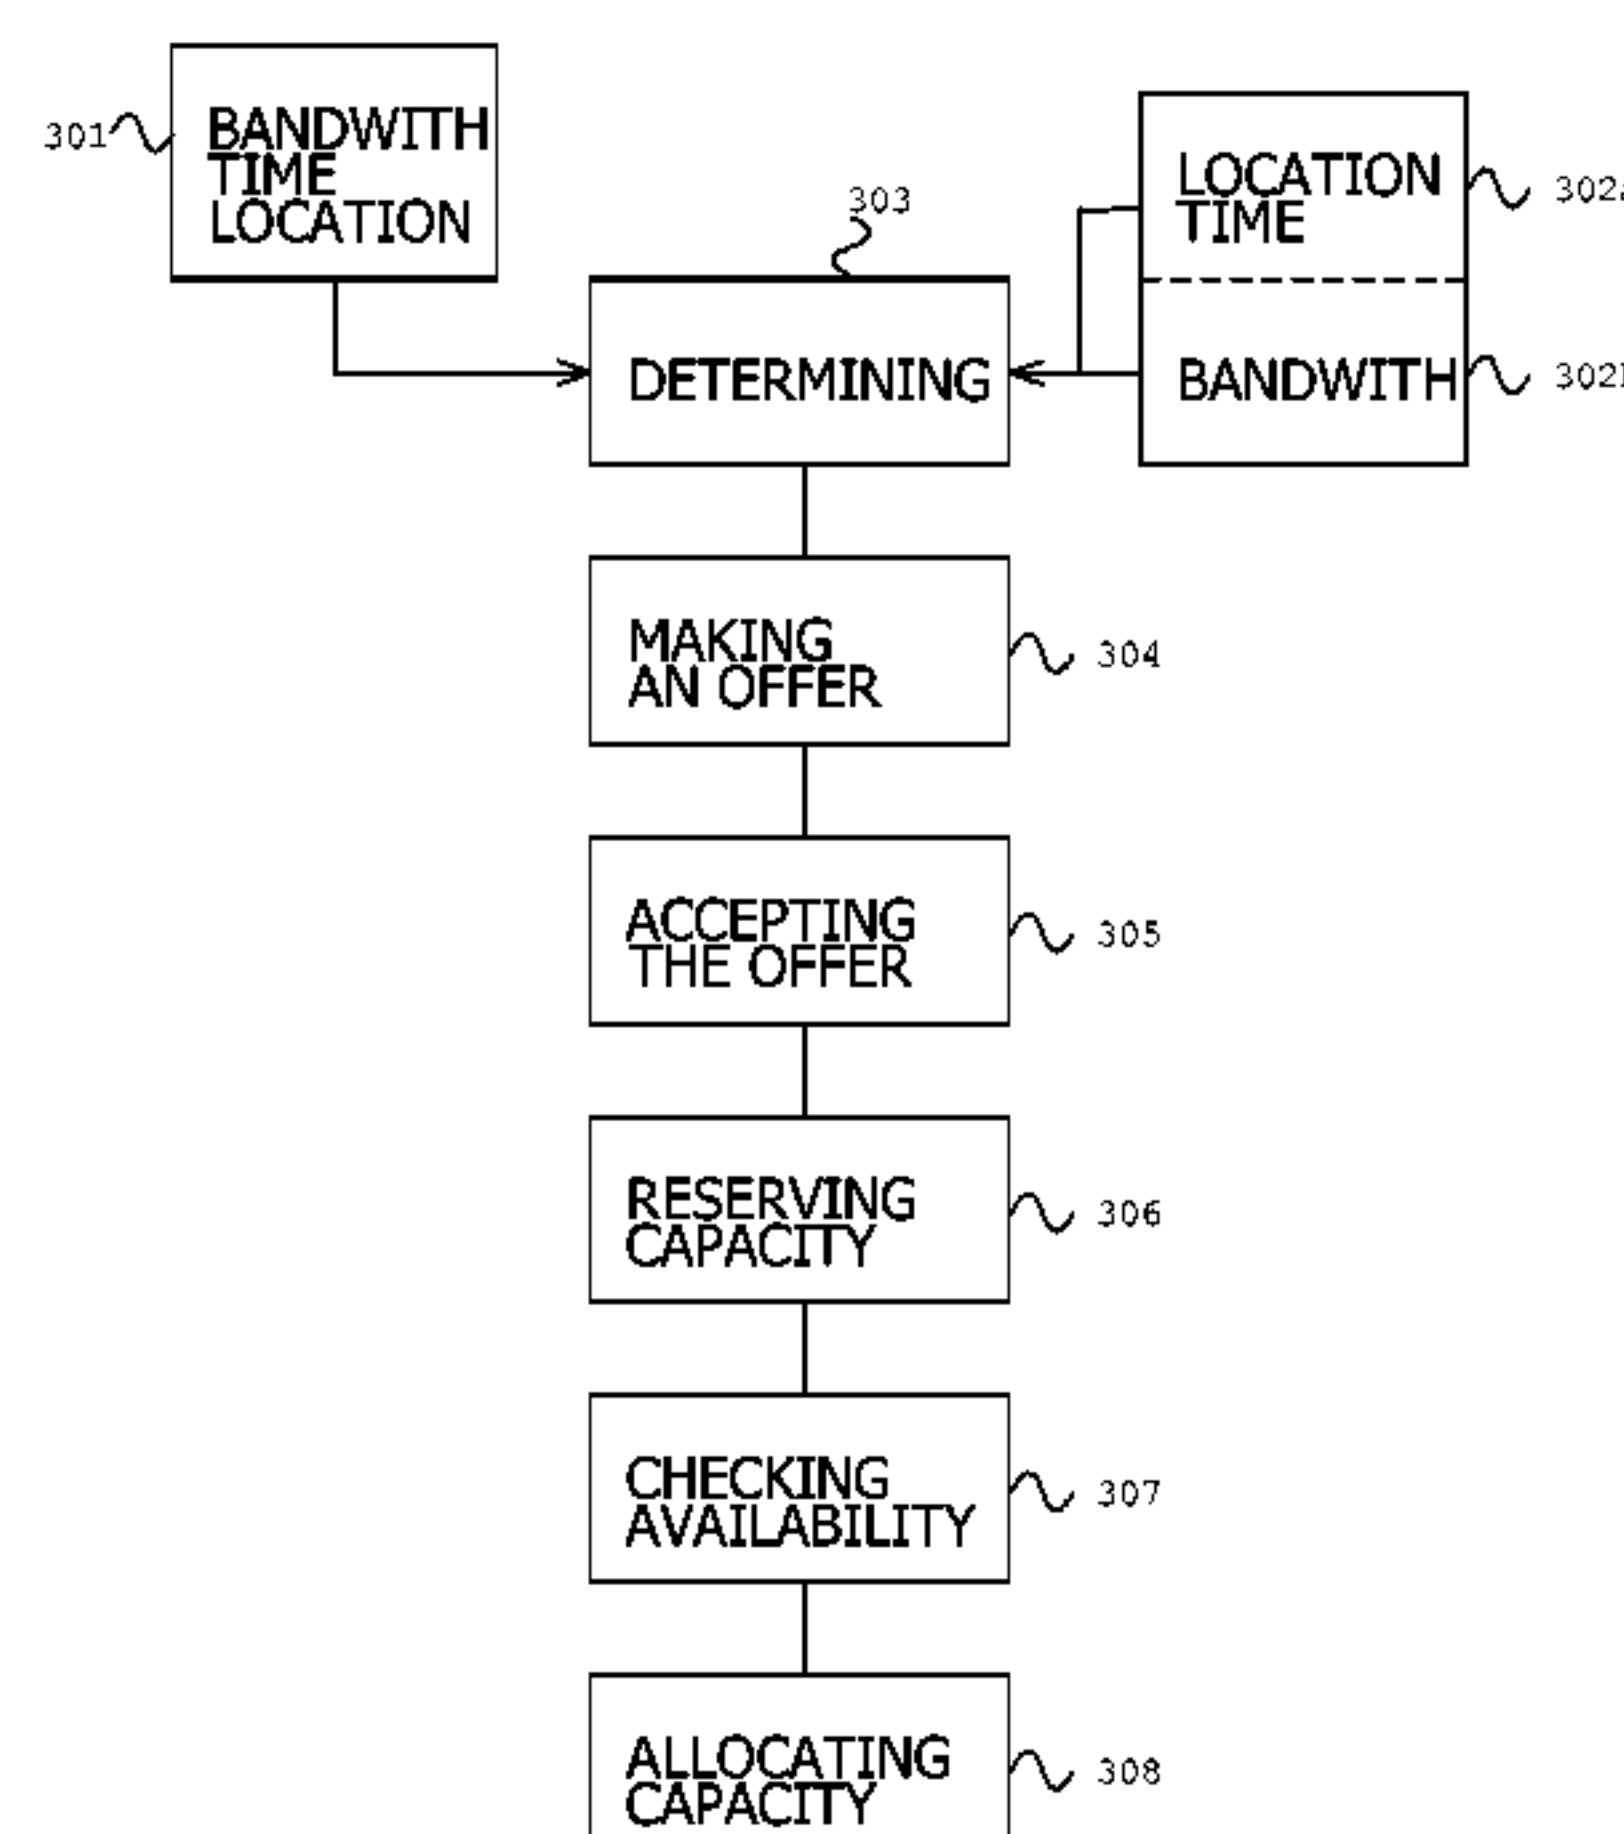 301
BANDWITH
TIME
LOCATION
303
LOCATION
TIME
302a
DETERMINING
BANDWITH
MAKING
AN OFFER
304
ACCEPTING
THE OFFER
305
RESERVING
CAPACITY
306
CHECKING
AVAILABILITY
307
ALLOCATING
CAPACITY
308